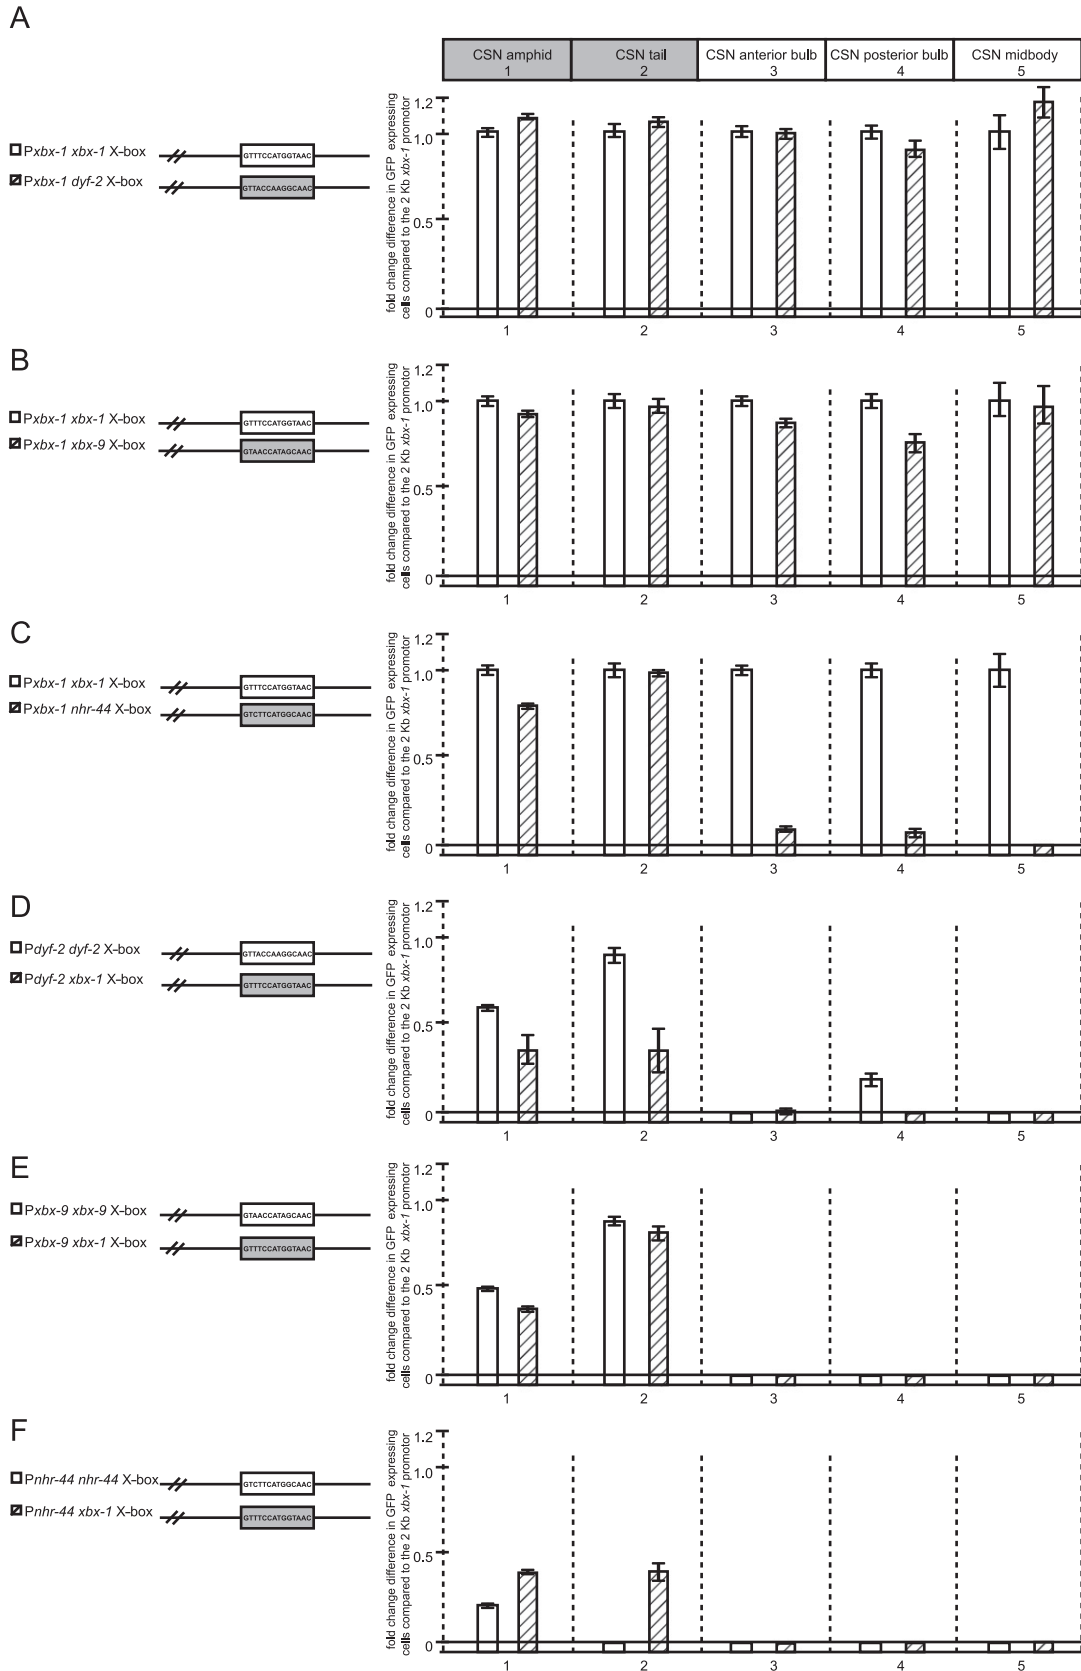 A
CSN amphid
1
CSN tail
2
CSN anterior bulb
3
CSN posterior bulb
4
CSN midbody
5
Pxbx-1 xbx-1 X-box
GTTTCCATGGTAAC
Pxbx-1 dyf-2 X-box
GTTACCAAGGCAAC
fold change difference in GFP expressing
cells compared to the 2 Kb xbx-1 promotor
1.2
1.0
0.5
0
1 2 3 4 5
B
Pxbx-1 xbx-1 X-box
GTTTCCATGGTAAC
Pxbx-1 xbx-9 X-box
GTAACCATAGCAAC
fold change difference in GFP expressing
cells compared to the 2 Kb xbx-1 promotor
1.2
1.0
0.5
0
1 2 3 4 5
C
Pxbx-1 xbx-1 X-box
GTTTCCATGGTAAC
Pxbx-1 nhr-44 X-box
GTCTTCATGGCAAC
fold change difference in GFP expressing
cells compared to the 2 Kb xbx-1 promotor
1.2
1.0
0.5
0
1 2 3 4 5
D
Pdyf-2 dyf-2 X-box
GTTACCAAGGCAAC
Pdyf-2 xbx-1 X-box
GTTTCCATGGTAAC
fold change difference in GFP expressing
cells compared to the 2 Kb xbx-1 promotor
1.2
1.0
0.5
0
1 2 3 4 5
E
Pxbx-9 xbx-9 X-box
GTAACCATAGCAAC
Pxbx-9 xbx-1 X-box
GTTTCCATGGTAAC
fold change difference in GFP expressing
cells compared to the 2 Kb xbx-1 promotor
1.2
1.0
0.5
0
1 2 3 4 5
F
Pnhr-44 nhr-44 X-box
GTCTTCATGGCAAC
Pnhr-44 xbx-1 X-box
GTTTCCATGGTAAC
fold change difference in GFP expressing
cells compared to the 2 Kb xbx-1 promotor
1.2
1.0
0.5
0
1 2 3 4 5